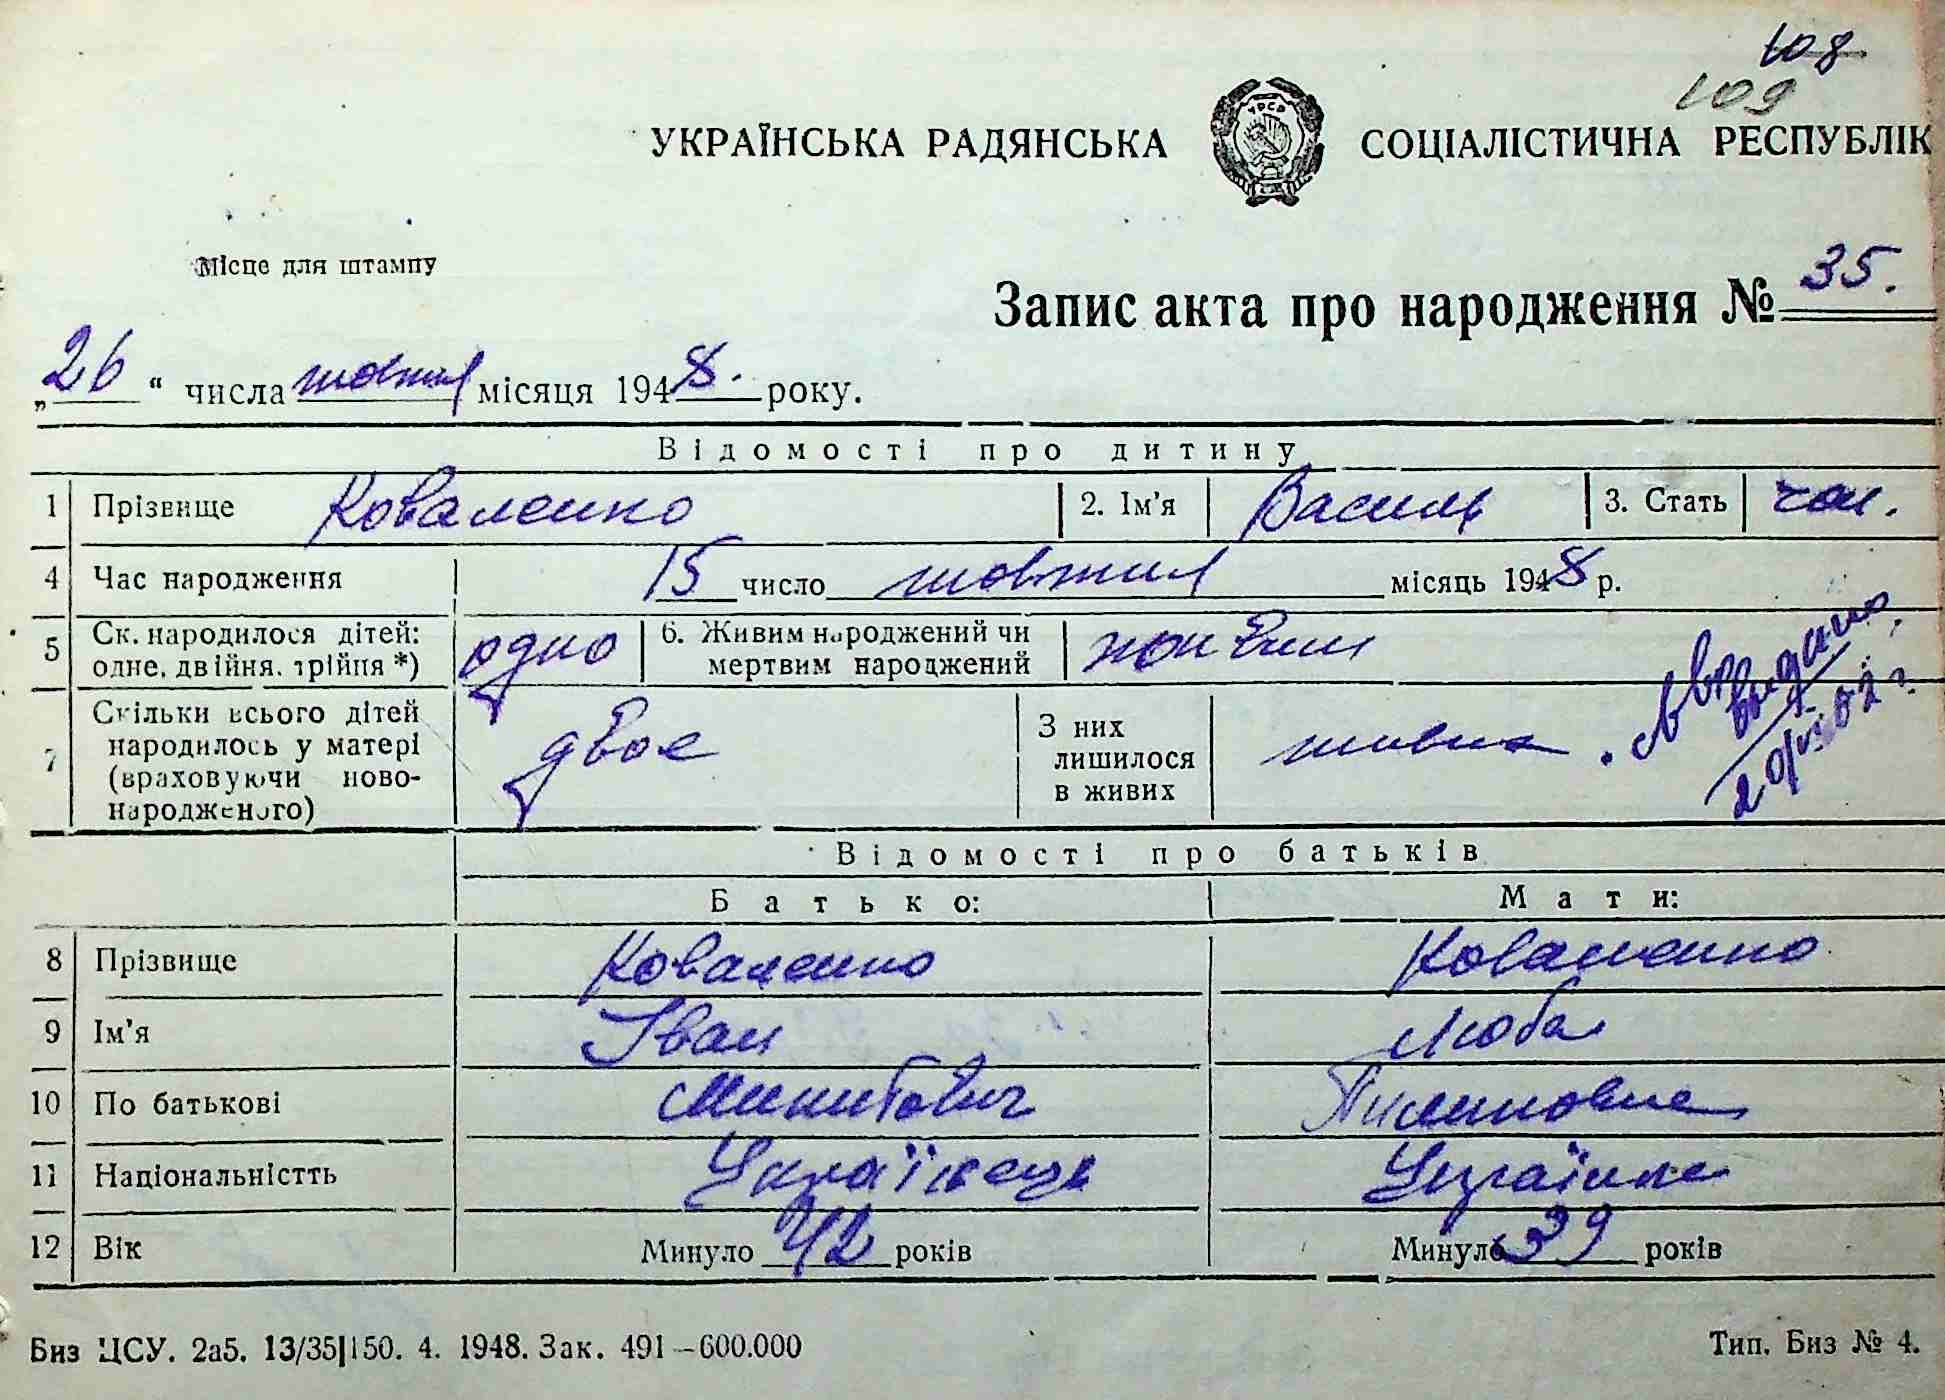 108
109
УКРАЇНСЬКА РАДЯНСЬКА СОЦІАЛІСТИЧНА РЕСПУБЛІК
УРСР
Місце для штампу
Запис акта про народження № 35.
„26“ числа жовтня місяця 1948. року.
Відомості про дитину
1 Прізвище Коваленко 2. Ім'я Василь 3. Стать чол.
4 Час народження 15 число жовтня місяць 1948 р.
5 Ск. народилося дітей: одне, двійня, трійня *) одно 6. Живим народжений чи мертвим народжений
7 Скільки всього дітей народилось у матері (враховуючи новонародженого) двоє З них лишилося в живих
видано
Відомості про батьків
Батько: Мати:
8 Прізвище Коваленко Коваленко
9 Ім'я Іван Люба
10 По батькові Микитович Пилиповна
11 Національністть Українець Українка
12 Вік Минуло 42 років Минуло 39 років
Биз ЦСУ. 2а5. 13/35|150. 4. 1948. Зак. 491—600.000 Тип. Биз № 4.